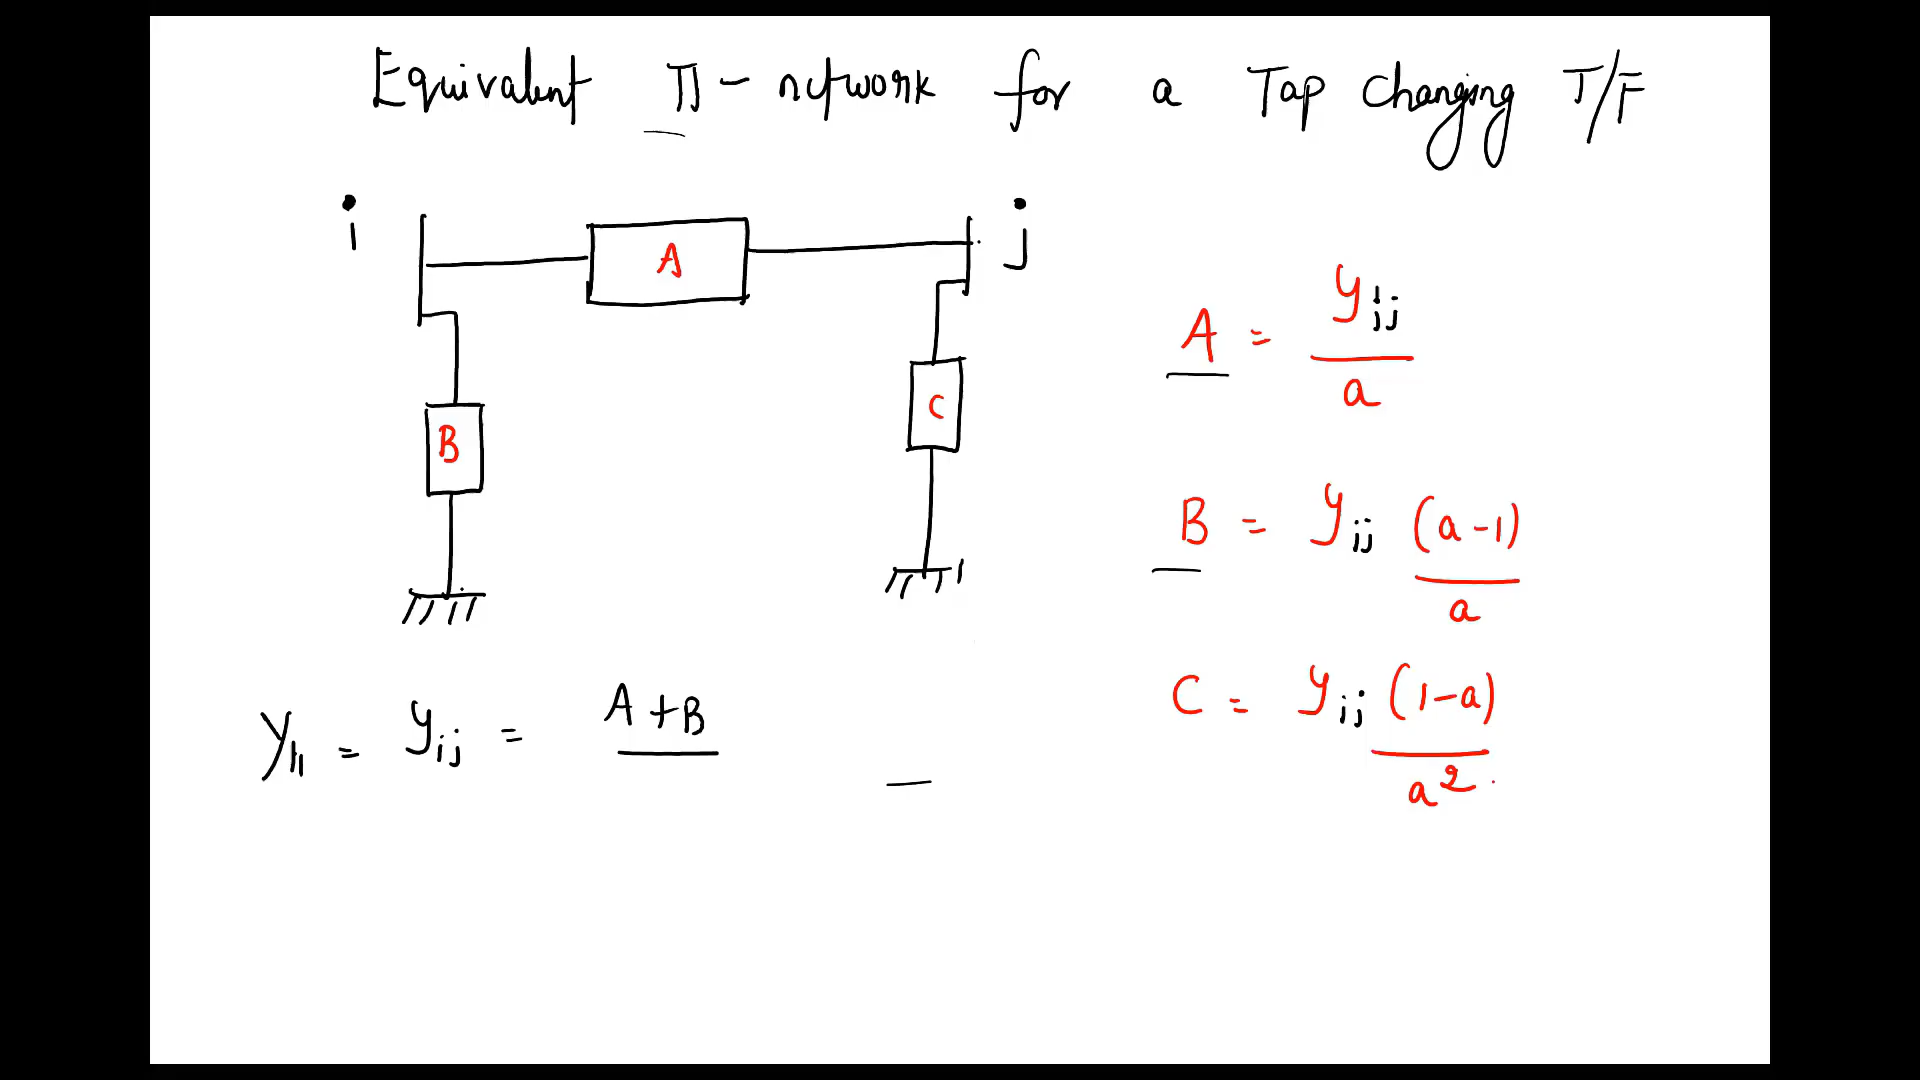 Equivalent π - network for a Tap changing T/F
i j
A
B
C
A = yij / a
B = yij (a-1) / a
C = yij (1-a) / a²
Y11 = yij = A + B